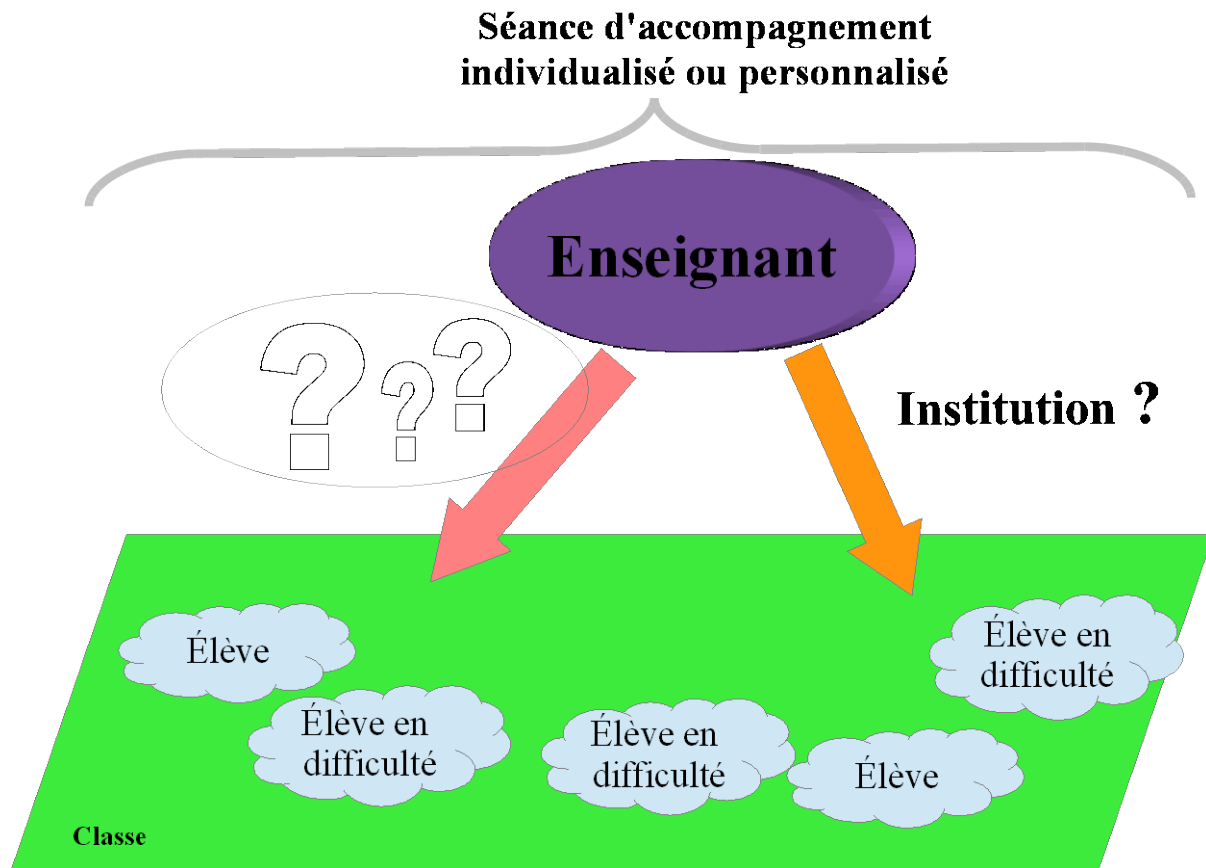 Séance d'accompagnement
individualisé ou personnalisé
Enseignant
? ? ?
Institution ?
Élève
Élève en
difficulté
Élève en
difficulté
Élève
Élève en
difficulté
Classe